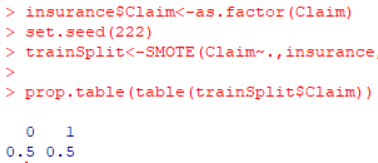 > insurance$Claim<-as.factor(Claim)
> set.seed(222)
> trainSplit<-SMOTE(Claim~.,insurance,
>
> prop.table(table(trainSplit$Claim))
0 1
0.5 0.5